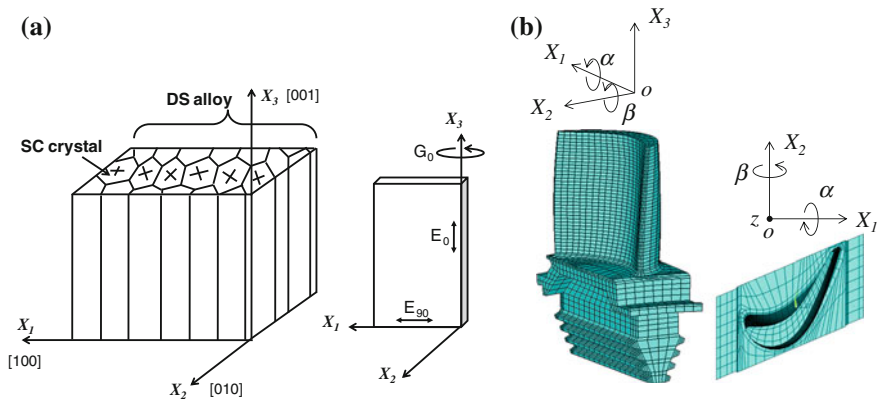 (a)
DS alloy
SC crystal
X3 [001]
X1
[100]
X2 [010]
X3
G0
E0
E90
X1
X2
(b)
X3
X1
α
X2
β
o
X2
β
α
z
o
X1